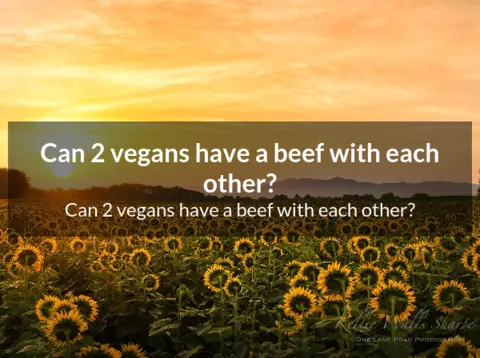 Can 2 vegans have a beef with each
other?
Can 2 vegans have a beef with each other?
Kellie Walls Sharpe
© One Lane Road Photography